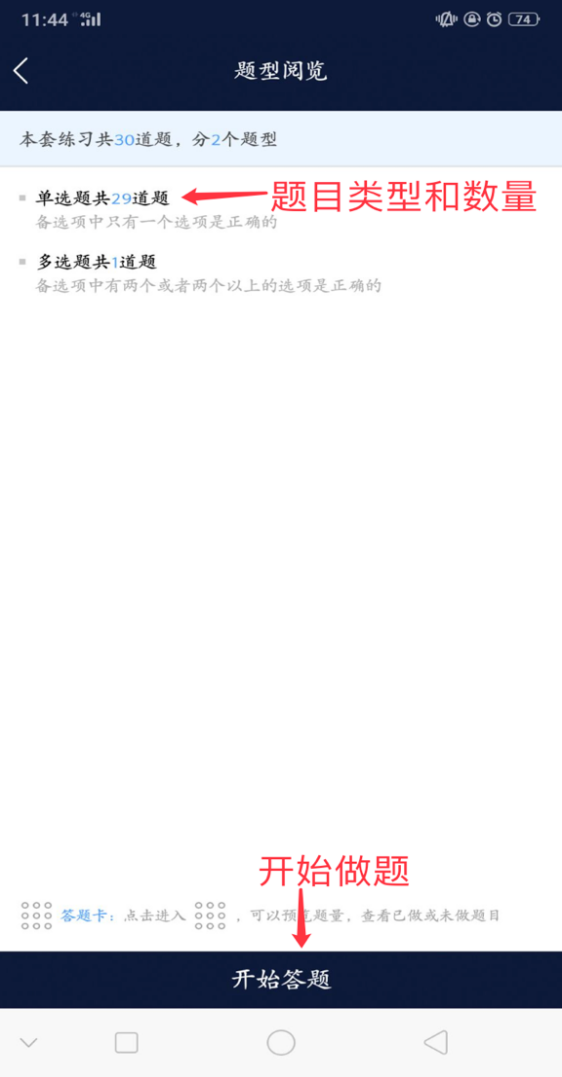 11:44 4G 74
题型阅览
本套练习共30道题，分2个题型
单选题共29道题 题目类型和数量
备选项中只有一个选项是正确的
多选题共1道题
备选项中有两个或者两个以上的选项是正确的
开始做题
答题卡：点击进入 ，可以预览题量，查看已做或未做题目
开始答题